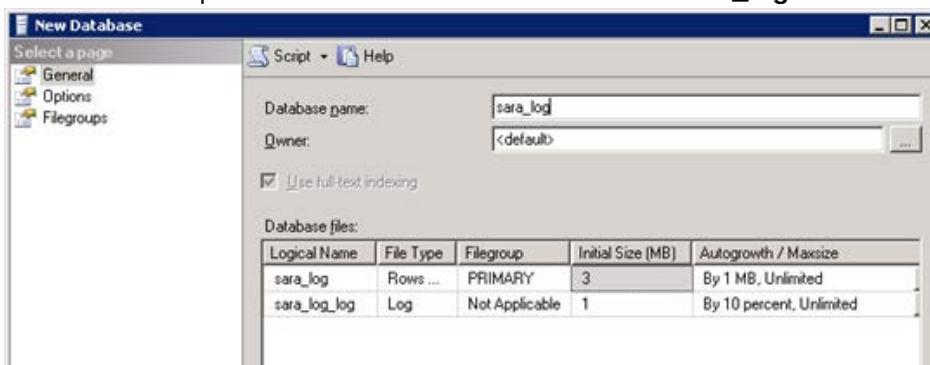 New Database
Select a page
General
Options
Filegroups
Script Help
Database name: sara_log
Owner: <default> ...
Use full-text indexing
Database files:
Logical Name File Type Filegroup Initial Size (MB) Autogrowth / Maxsize
sara_log Rows ... PRIMARY 3 By 1 MB, Unlimited
sara_log_log Log Not Applicable 1 By 10 percent, Unlimited